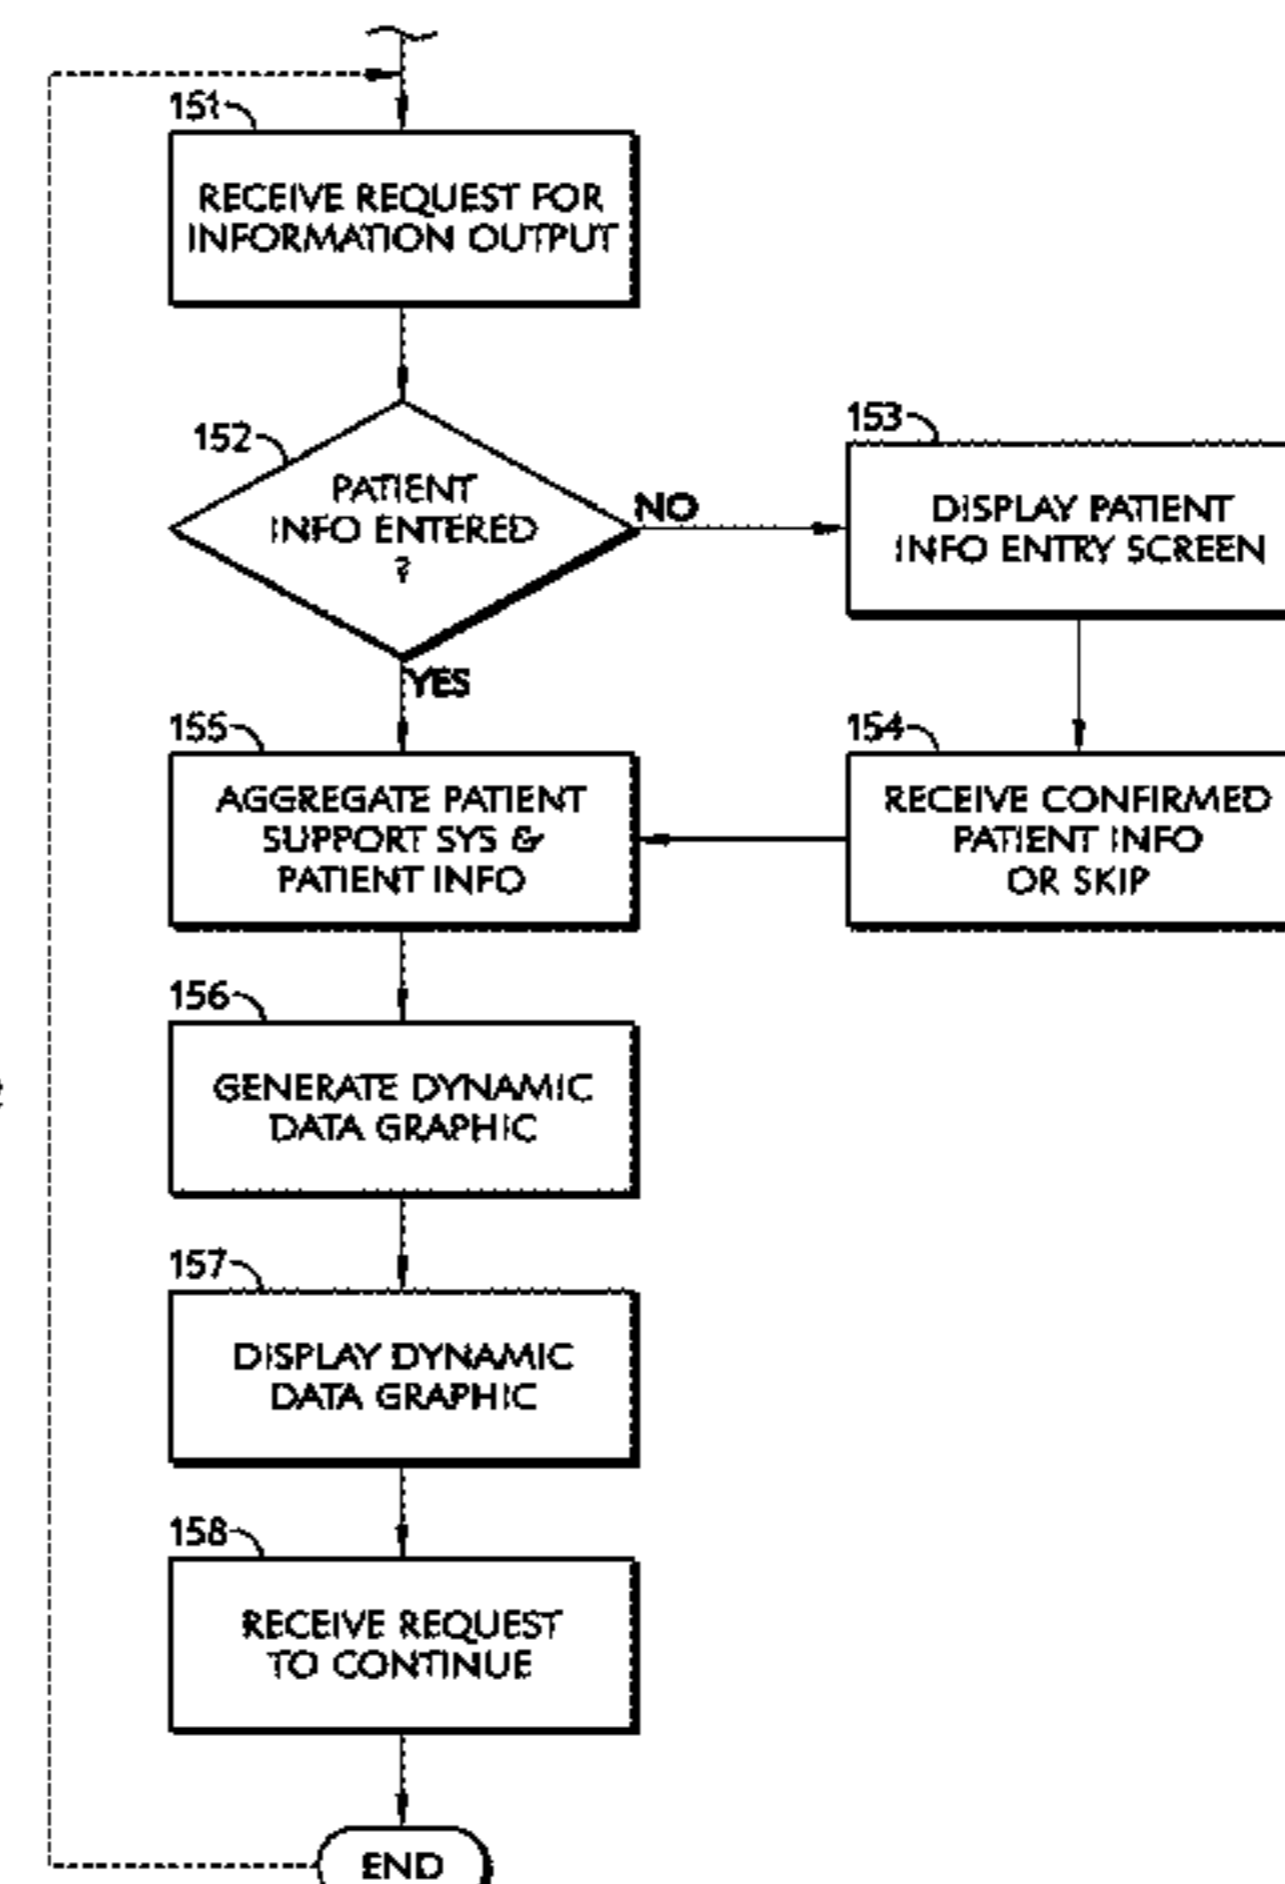 151
RECEIVE REQUEST FOR
INFORMATION OUTPUT
152
PATIENT
INFO ENTERED
?
NO
YES
153
DISPLAY PATIENT
INFO ENTRY SCREEN
154
RECEIVE CONFIRMED
PATIENT INFO
OR SKIP
155
AGGREGATE PATIENT
SUPPORT SYS &
PATIENT INFO
156
GENERATE DYNAMIC
DATA GRAPHIC
157
DISPLAY DYNAMIC
DATA GRAPHIC
158
RECEIVE REQUEST
TO CONTINUE
END